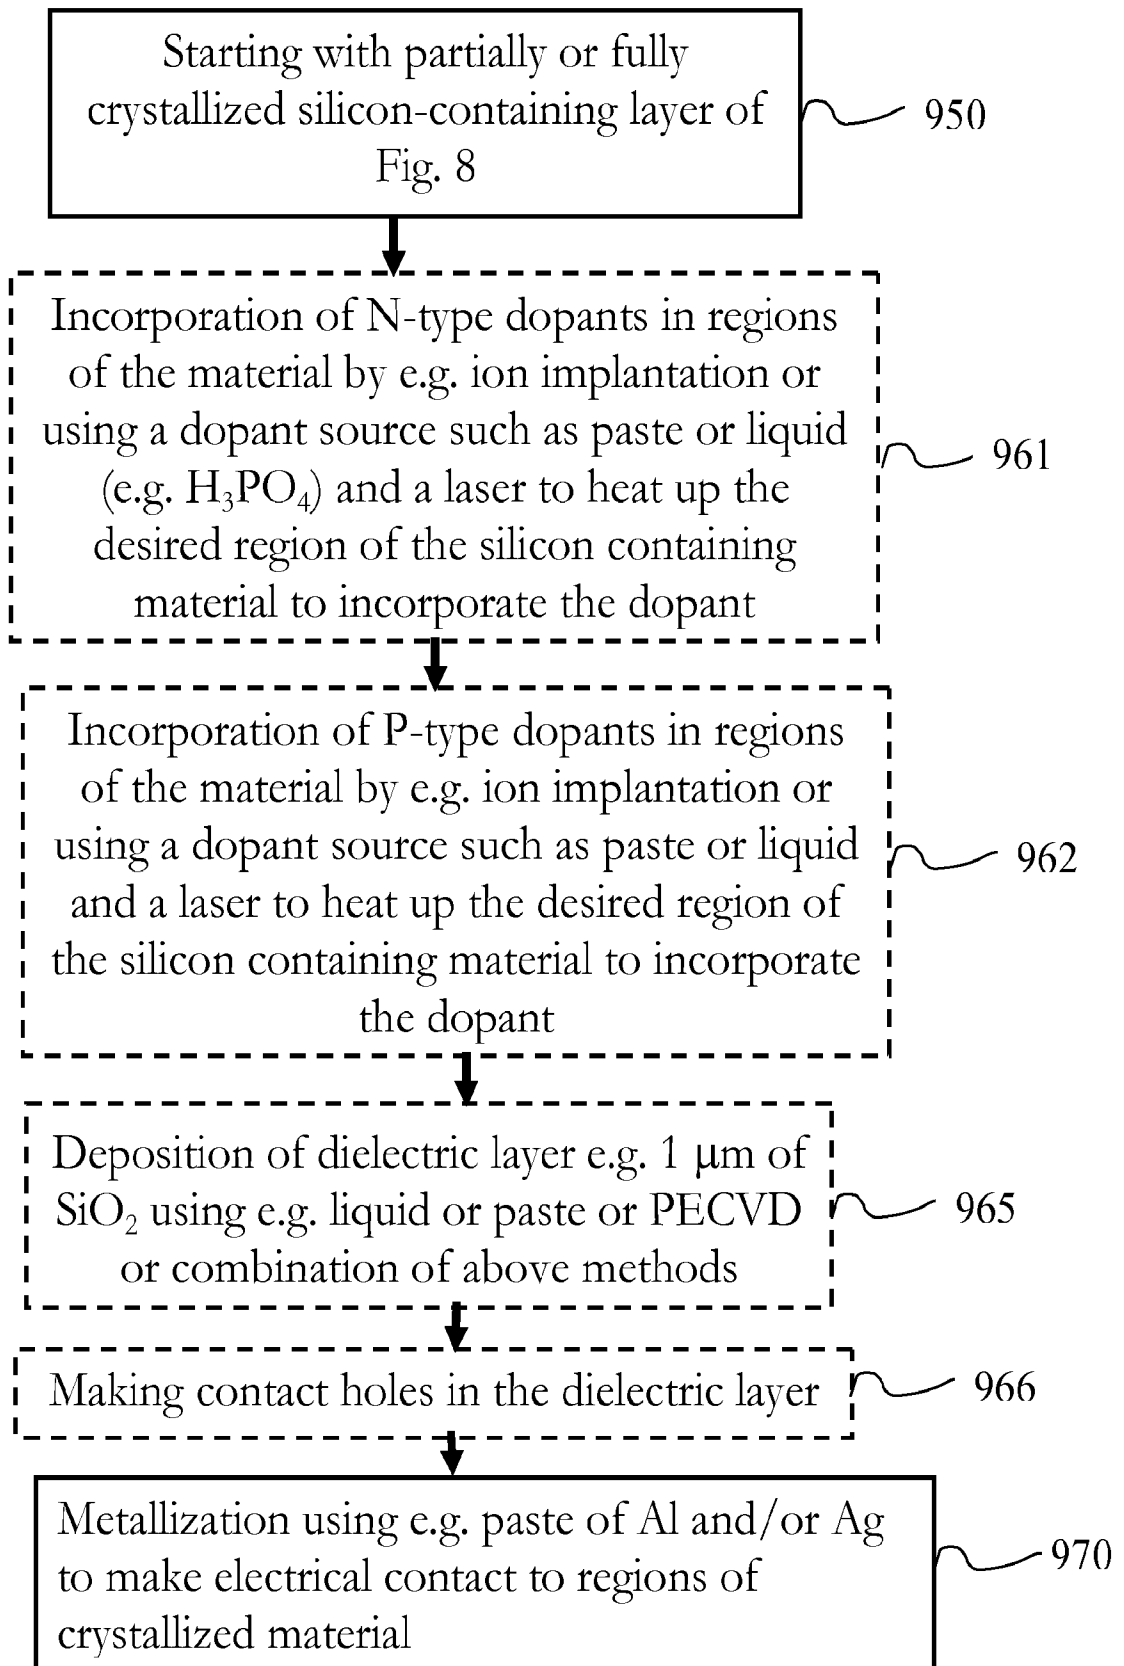 Starting with partially or fully
crystallized silicon-containing layer of
Fig. 8
950
Incorporation of N-type dopants in regions
of the material by e.g. ion implantation or
using a dopant source such as paste or liquid
(e.g. H₃PO₄) and a laser to heat up the
desired region of the silicon containing
material to incorporate the dopant
961
Incorporation of P-type dopants in regions
of the material by e.g. ion implantation or
using a dopant source such as paste or liquid
and a laser to heat up the desired region of
the silicon containing material to incorporate
the dopant
962
Deposition of dielectric layer e.g. 1 μm of
SiO₂ using e.g. liquid or paste or PECVD
or combination of above methods
965
Making contact holes in the dielectric layer
966
Metallization using e.g. paste of Al and/or Ag
to make electrical contact to regions of
crystallized material
970